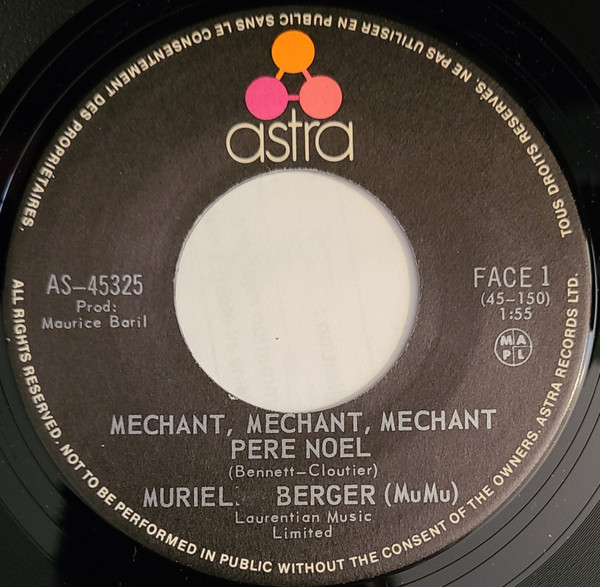 TOUS DROITS RESERVÉS. NE PAS UTILISER EN PUBLIC SANS LE CONSENTEMENT DES PROPRIÉTAIRES.
astra
AS-45325
Prod:
Maurice Baril
FACE 1
(45-150)
1:55
M A
P L
MECHANT, MECHANT, MECHANT
PERE NOEL
(Bennett-Cloutier)
MURIEL. BERGER (MuMu)
Laurentian Music
Limited
ALL RIGHTS RESERVED. NOT TO BE PERFORMED IN PUBLIC WITHOUT THE CONSENT OF THE OWNERS. ASTRA RECORDS LTD.